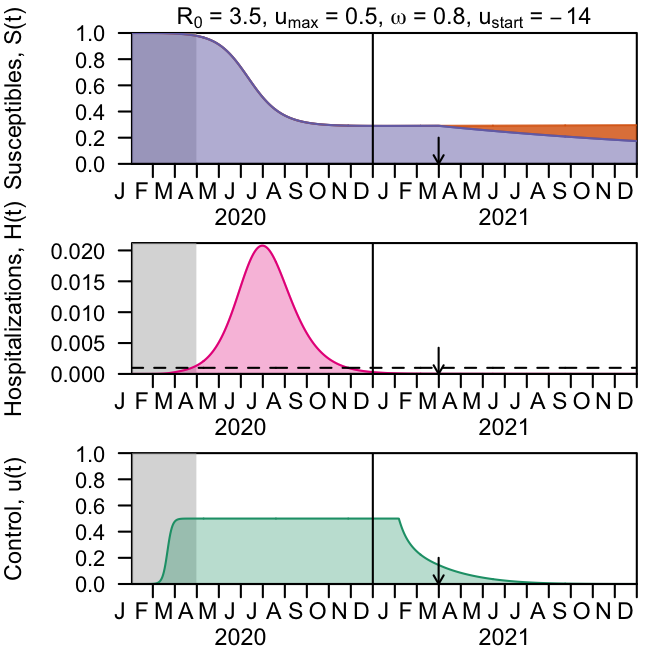 R₀ = 3.5, uₘₐₓ = 0.5, ω = 0.8, u_start = −14
Susceptibles, S(t)
1.0
0.8
0.6
0.4
0.2
0.0
J F M A M J J A S O N D J F M A M J J A S O N D
2020 2021
Hospitalizations, H(t)
0.020
0.015
0.010
0.005
0.000
J F M A M J J A S O N D J F M A M J J A S O N D
2020 2021
Control, u(t)
1.0
0.8
0.6
0.4
0.2
0.0
J F M A M J J A S O N D J F M A M J J A S O N D
2020 2021